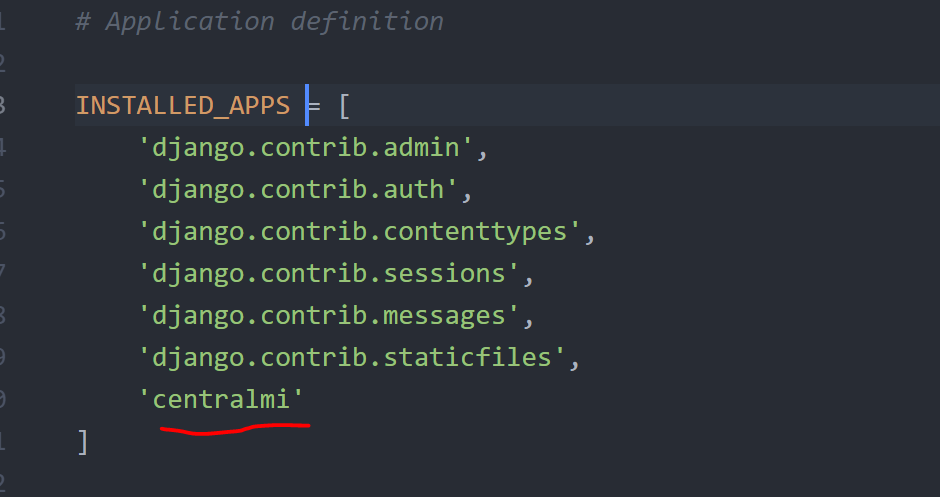 # Application definition
INSTALLED_APPS = [
'django.contrib.admin',
'django.contrib.auth',
'django.contrib.contenttypes',
'django.contrib.sessions',
'django.contrib.messages',
'django.contrib.staticfiles',
'centralmi'
]